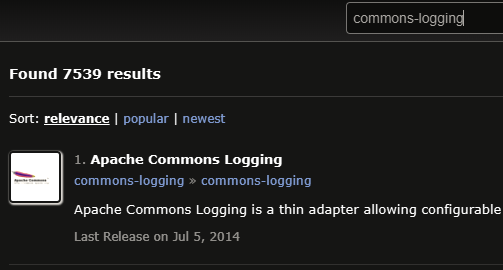 commons-logging
Found 7539 results
Sort: relevance | popular | newest
1. Apache Commons Logging
commons-logging » commons-logging
Apache Commons Logging is a thin adapter allowing configurable
Last Release on Jul 5, 2014